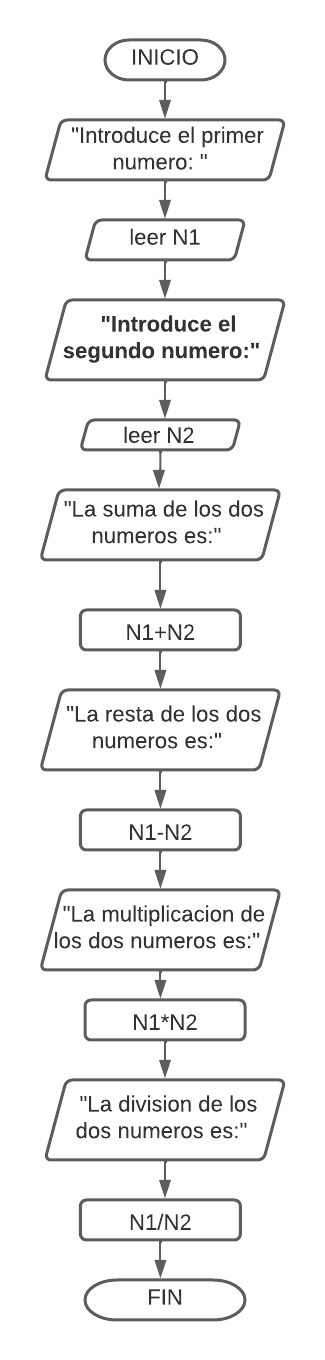 INICIO
"Introduce el primer
numero: "
leer N1
"Introduce el
segundo numero:"
leer N2
"La suma de los dos
numeros es:"
N1+N2
"La resta de los dos
numeros es:"
N1-N2
"La multiplicacion de
los dos numeros es:"
N1*N2
"La division de los
dos numeros es:"
N1/N2
FIN